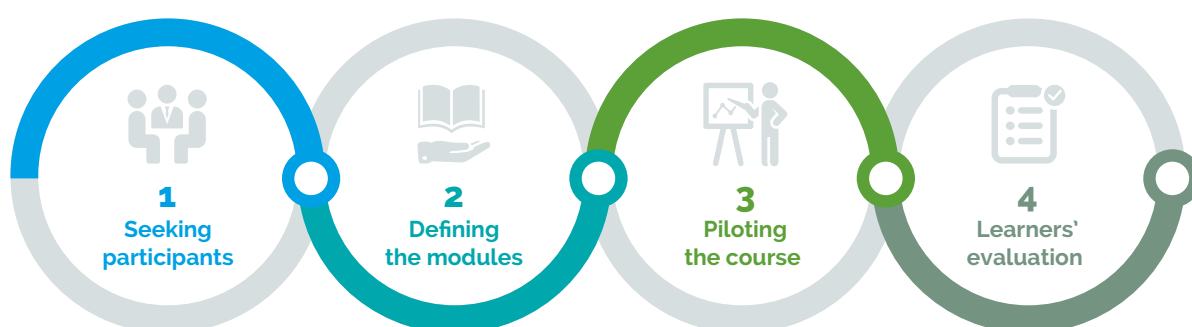 1
Seeking
participants
2
Defining
the modules
3
Piloting
the course
4
Learners’
evaluation